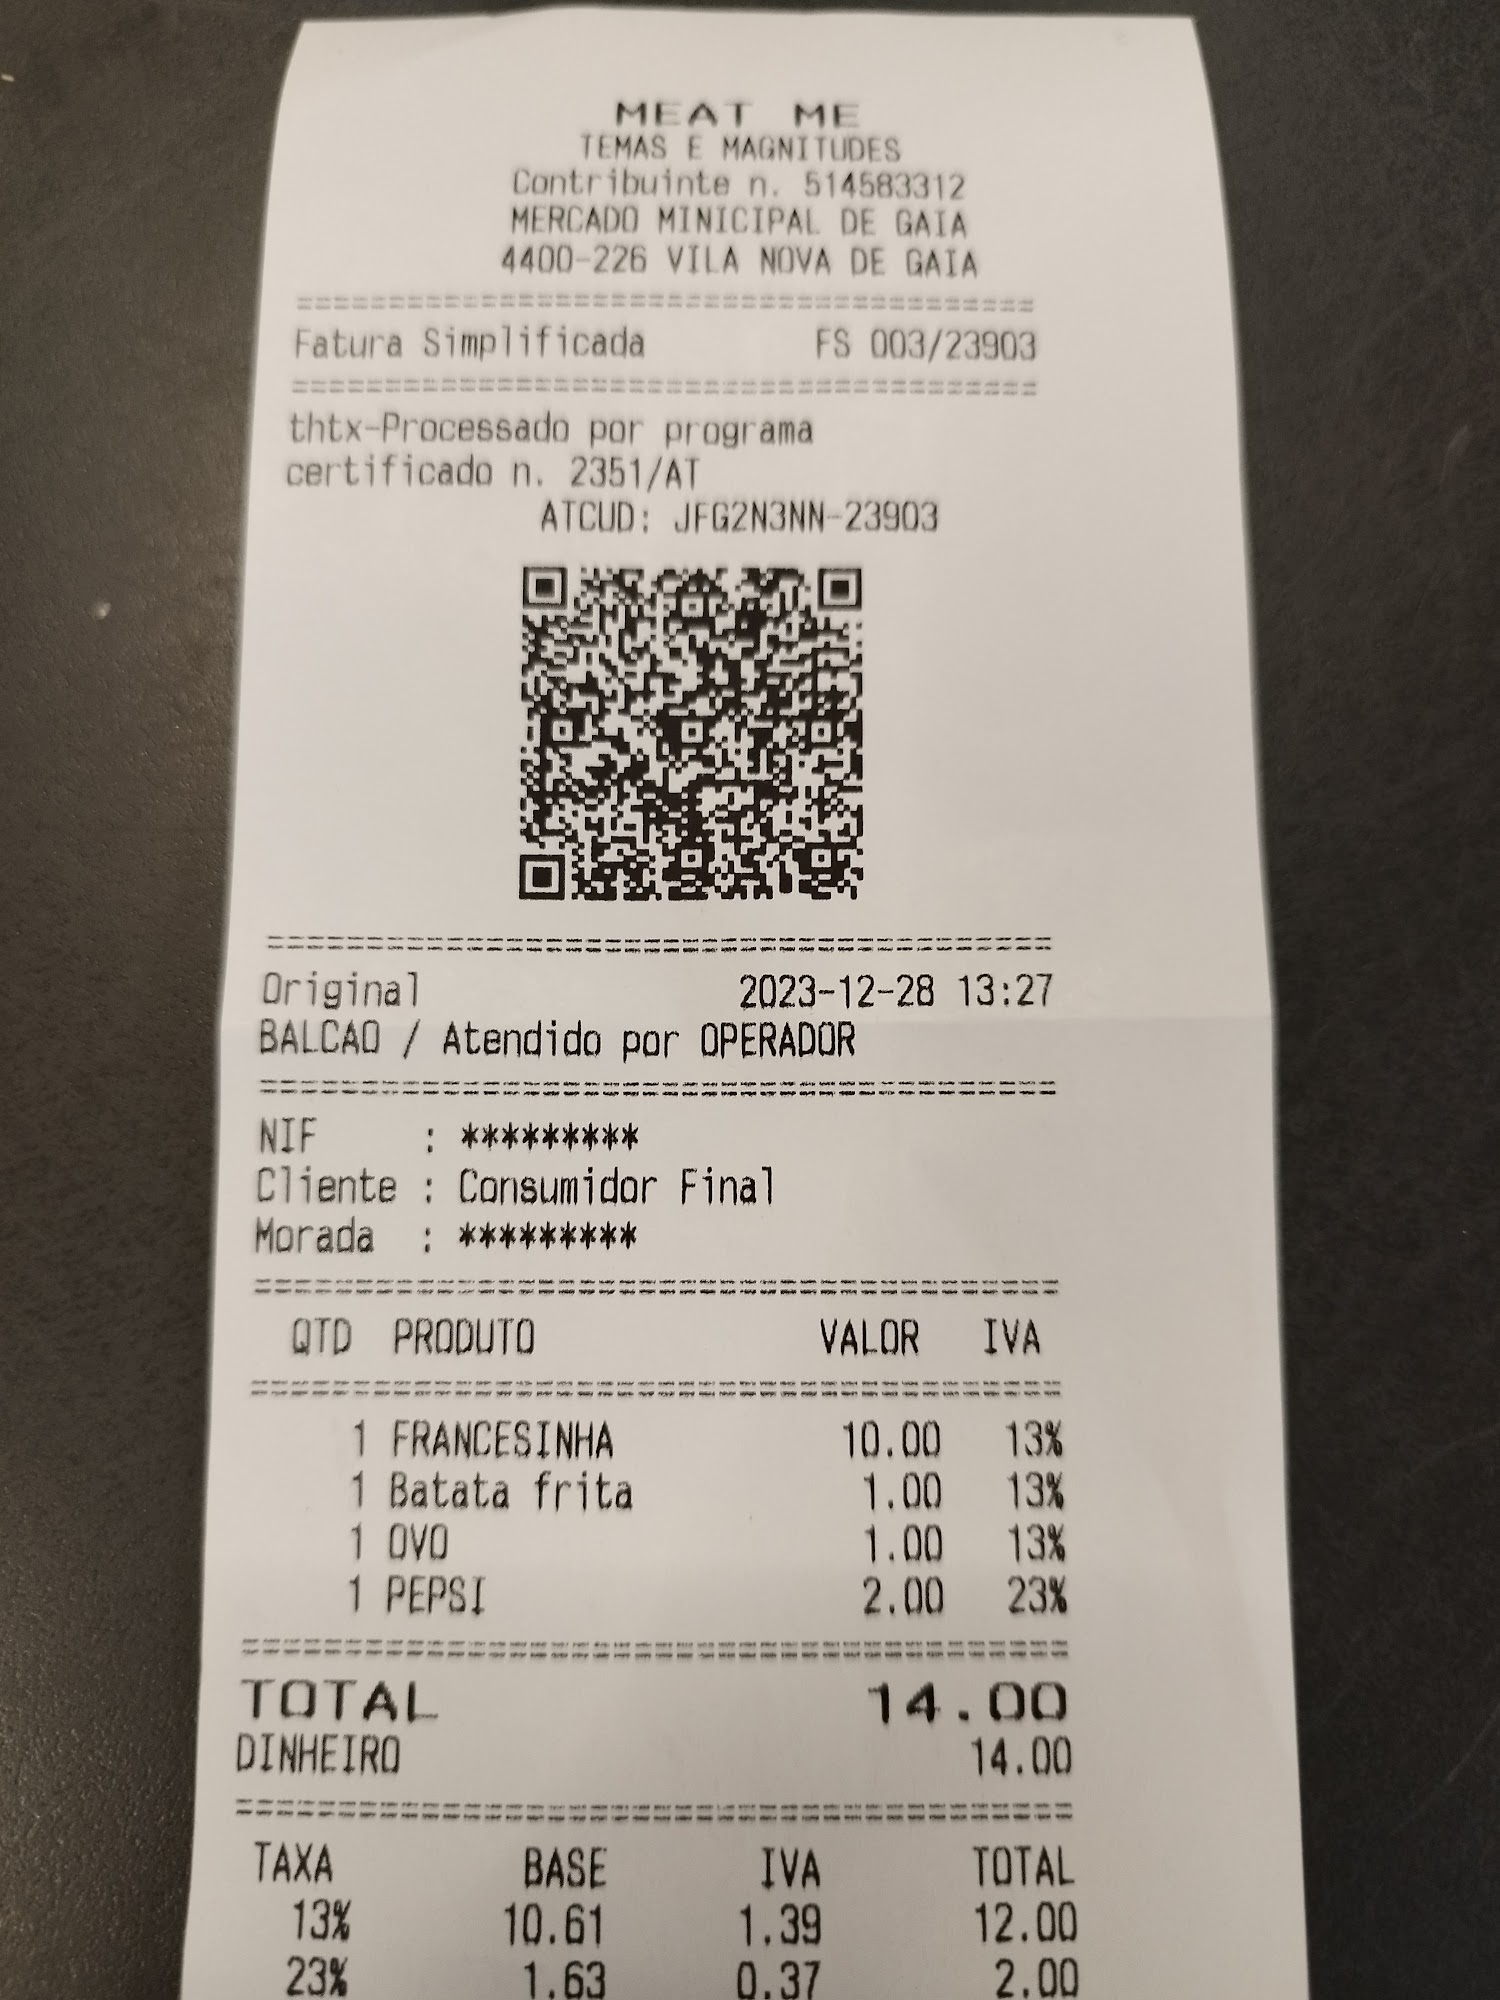 MEAT ME
TEMAS E MAGNITUDES
Contribuinte n. 514583312
MERCADO MINICIPAL DE GAIA
4400-226 VILA NOVA DE GAIA
Fatura Simplificada FS 003/23903
thtx-Processado por programa
certificado n. 2351/AT
ATCUD: JFG2N3NN-23903
Original 2023-12-28 13:27
BALCAO / Atendido por OPERADOR
NIF : *********
Cliente : Consumidor Final
Morada : *********
QTD PRODUTO VALOR IVA
1 FRANCESINHA 10.00 13%
1 Batata frita 1.00 13%
1 OVO 1.00 13%
1 PEPSI 2.00 23%
TOTAL 14.00
DINHEIRO 14.00
TAXA BASE IVA TOTAL
13% 10.61 1.39 12.00
23% 1.63 0.37 2.00